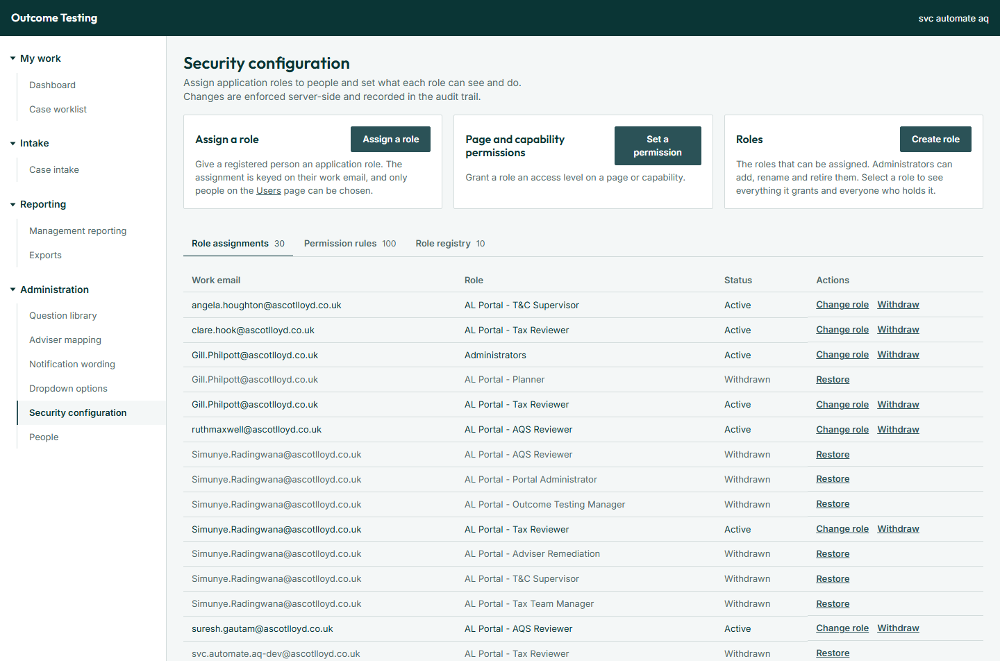 Outcome Testing
svc automate aq
My work
Dashboard
Case worklist
Intake
Case intake
Reporting
Management reporting
Exports
Administration
Question library
Adviser mapping
Notification wording
Dropdown options
Security configuration
People
Security configuration
Assign application roles to people and set what each role can see and do.
Changes are enforced server-side and recorded in the audit trail.
Assign a role
Assign a role
Give a registered person an application role. The
assignment is keyed on their work email, and only
people on the Users page can be chosen.
Page and capability
permissions
Set a
permission
Grant a role an access level on a page or capability.
Roles
Create role
The roles that can be assigned. Administrators can
add, rename and retire them. Select a role to see
everything it grants and everyone who holds it.
Role assignments 30 Permission rules 100 Role registry 10
Work email Role Status Actions
angela.houghton@ascotlloyd.co.uk AL Portal - T&C Supervisor Active Change role Withdraw
clare.hook@ascotlloyd.co.uk AL Portal - Tax Reviewer Active Change role Withdraw
Gill.Philpott@ascotlloyd.co.uk Administrators Active Change role Withdraw
Gill.Philpott@ascotlloyd.co.uk AL Portal - Planner Withdrawn Restore
Gill.Philpott@ascotlloyd.co.uk AL Portal - Tax Reviewer Active Change role Withdraw
ruthmaxwell@ascotlloyd.co.uk AL Portal - AQS Reviewer Active Change role Withdraw
Simunye.Radingwana@ascotlloyd.co.uk AL Portal - AQS Reviewer Withdrawn Restore
Simunye.Radingwana@ascotlloyd.co.uk AL Portal - Portal Administrator Withdrawn Restore
Simunye.Radingwana@ascotlloyd.co.uk AL Portal - Outcome Testing Manager Withdrawn Restore
Simunye.Radingwana@ascotlloyd.co.uk AL Portal - Tax Reviewer Active Change role Withdraw
Simunye.Radingwana@ascotlloyd.co.uk AL Portal - Adviser Remediation Withdrawn Restore
Simunye.Radingwana@ascotlloyd.co.uk AL Portal - T&C Supervisor Withdrawn Restore
Simunye.Radingwana@ascotlloyd.co.uk AL Portal - Tax Team Manager Withdrawn Restore
suresh.gautam@ascotlloyd.co.uk AL Portal - AQS Reviewer Active Change role Withdraw
svc.automate.aq-dev@ascotlloyd.co.uk AL Portal - Tax Reviewer Withdrawn Restore